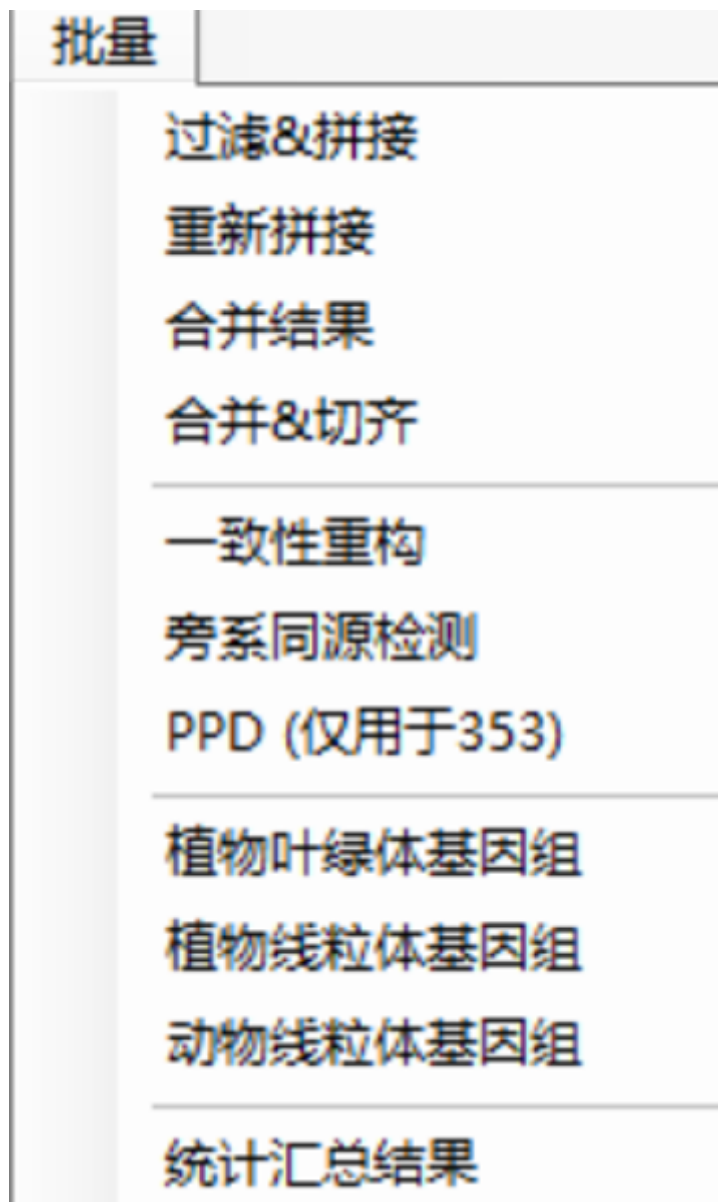 批量
过滤&拼接
重新拼接
合并结果
合并&切齐
一致性重构
旁系同源检测
PPD (仅用于353)
植物叶绿体基因组
植物线粒体基因组
动物线粒体基因组
统计汇总结果